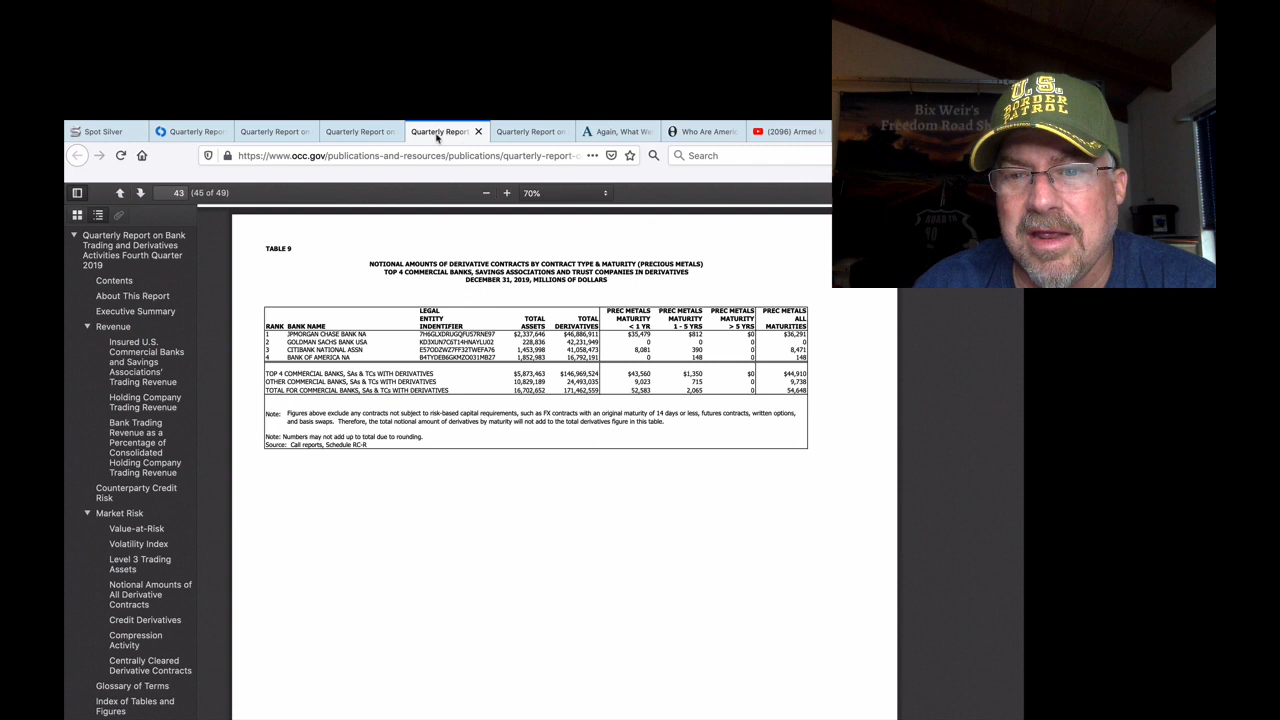 U.S.
BORDER
PATROL
Bix Weir's
Freedom Road Sh
Spot Silver
Quarterly Repor
Quarterly Report on
Quarterly Report on
Quarterly Report
Quarterly Report on
Again, What We
Who Are Americ
(2096) Armed M
https://www.occ.gov/publications-and-resources/publications/quarterly-report-o
Search
43 (45 of 49)
70%
Quarterly Report on Bank
Trading and Derivatives
Activities Fourth Quarter
2019
Contents
About This Report
Executive Summary
Revenue
Insured U.S.
Commercial Banks
and Savings
Associations'
Trading Revenue
Holding Company
Trading Revenue
Bank Trading
Revenue as a
Percentage of
Consolidated
Holding Company
Trading Revenue
Counterparty Credit
Risk
Market Risk
Value-at-Risk
Volatility Index
Level 3 Trading
Assets
Notional Amounts of
All Derivative
Contracts
Credit Derivatives
Compression
Activity
Centrally Cleared
Derivative Contracts
Glossary of Terms
Index of Tables and
Figures
TABLE 9
NOTIONAL AMOUNTS OF DERIVATIVE CONTRACTS BY CONTRACT TYPE & MATURITY (PRECIOUS METALS)
TOP 4 COMMERCIAL BANKS, SAVINGS ASSOCIATIONS AND TRUST COMPANIES IN DERIVATIVES
DECEMBER 31, 2019, MILLIONS OF DOLLARS
LEGAL PREC METALS PREC METALS PREC METALS PREC METALS
ENTITY TOTAL TOTAL MATURITY MATURITY MATURITY ALL
RANK BANK NAME INDENTIFIER ASSETS DERIVATIVES < 1 YR 1 - 5 YRS > 5 YRS MATURITIES
1 JPMORGAN CHASE BANK NA 7H6GLXDRUGQFU57RNE97 $2,337,646 $46,886,911 $35,479 $812 $0 $36,291
2 GOLDMAN SACHS BANK USA KD3XUN7C6T14HNAYLU02 228,836 42,231,949 0 0 0 0
3 CITIBANK NATIONAL ASSN E57ODZWZ7FF32TWEFA76 1,453,998 41,058,473 8,081 390 0 8,471
4 BANK OF AMERICA NA B4TYDEB6GKMZO031MB27 1,852,983 16,792,191 0 148 0 148
TOP 4 COMMERCIAL BANKS, SAs & TCs WITH DERIVATIVES $5,873,463 $146,969,524 $43,560 $1,350 $0 $44,910
OTHER COMMERCIAL BANKS, SAs & TCs WITH DERIVATIVES 10,829,189 24,493,035 9,023 715 0 9,738
TOTAL FOR COMMERCIAL BANKS, SAs & TCs WITH DERIVATIVES 16,702,652 171,462,559 52,583 2,065 0 54,648
Note: Figures above exclude any contracts not subject to risk-based capital requirements, such as FX contracts with an original maturity of 14 days or less, futures contracts, written options,
and basis swaps. Therefore, the total notional amount of derivatives by maturity will not add to the total derivatives figure in this table.
Note: Numbers may not add up to total due to rounding.
Source: Call reports, Schedule RC-R